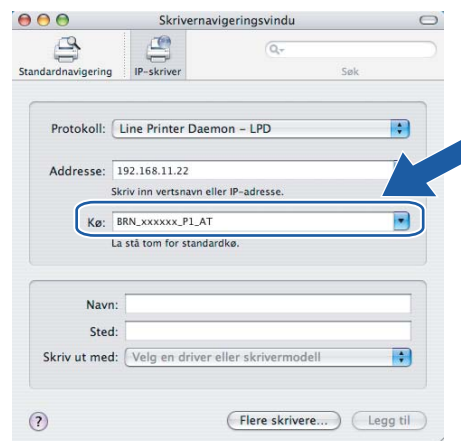 Skrivernavigeringsvindu
Standardnavigering IP-skriver Søk
Protokoll: Line Printer Daemon – LPD
Addresse: 192.168.11.22
Skriv inn vertsnavn eller IP-adresse.
Kø: BRN_xxxxxx_P1_AT
La stå tom for standardkø.
Navn:
Sted:
Skriv ut med: Velg en driver eller skrivermodell
? Flere skrivere... Legg til